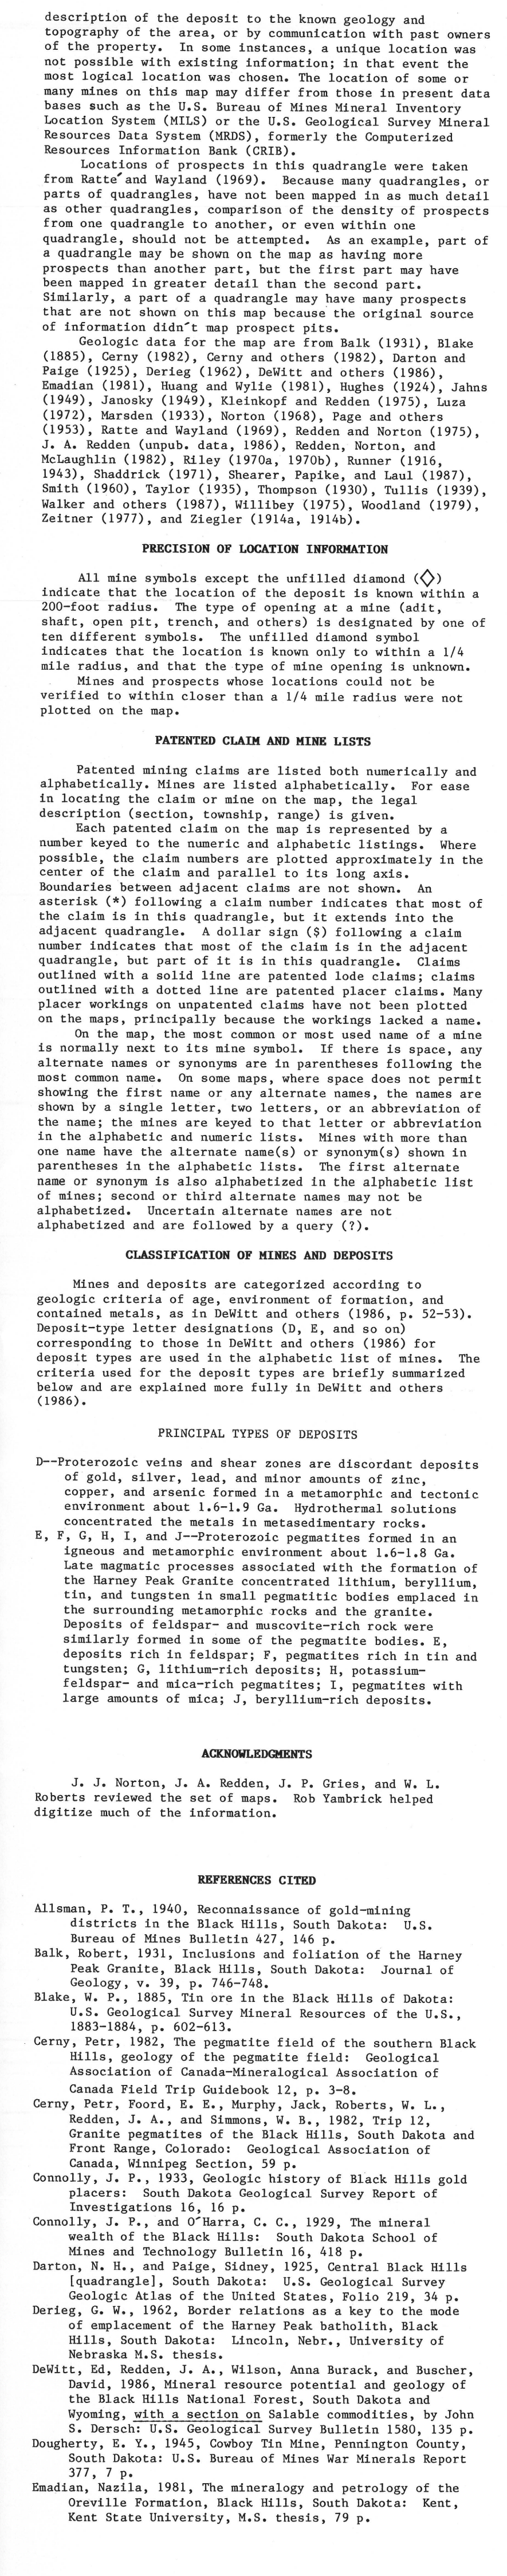 description of the deposit to the known geology and
topography of the area, or by communication with past owners
of the property. In some instances, a unique location was
not possible with existing information; in that event the
most logical location was chosen. The location of some or
many mines on this map may differ from those in present data
bases such as the U.S. Bureau of Mines Mineral Inventory
Location System (MILS) or the U.S. Geological Survey Mineral
Resources Data System (MRDS), formerly the Computerized
Resources Information Bank (CRIB).
Locations of prospects in this quadrangle were taken
from Ratte´ and Wayland (1969). Because many quadrangles, or
parts of quadrangles, have not been mapped in as much detail
as other quadrangles, comparison of the density of prospects
from one quadrangle to another, or even within one
quadrangle, should not be attempted. As an example, part of
a quadrangle may be shown on the map as having more
prospects than another part, but the first part may have
been mapped in greater detail than the second part.
Similarly, a part of a quadrangle may have many prospects
that are not shown on this map because the original source
of information didn´t map prospect pits.
Geologic data for the map are from Balk (1931), Blake
(1885), Cerny (1982), Cerny and others (1982), Darton and
Paige (1925), Derieg (1962), DeWitt and others (1986),
Emadian (1981), Huang and Wylie (1981), Hughes (1924), Jahns
(1949), Janosky (1949), Kleinkopf and Redden (1975), Luza
(1972), Marsden (1933), Norton (1968), Page and others
(1953), Ratte and Wayland (1969), Redden and Norton (1975),
J. A. Redden (unpub. data, 1986), Redden, Norton, and
McLaughlin (1982), Riley (1970a, 1970b), Runner (1916,
1943), Shaddrick (1971), Shearer, Papike, and Laul (1987),
Smith (1960), Taylor (1935), Thompson (1930), Tullis (1939),
Walker and others (1987), Willibey (1975), Woodland (1979),
Zeitner (1977), and Ziegler (1914a, 1914b).
PRECISION OF LOCATION INFORMATION
All mine symbols except the unfilled diamond (◇)
indicate that the location of the deposit is known within a
200-foot radius. The type of opening at a mine (adit,
shaft, open pit, trench, and others) is designated by one of
ten different symbols. The unfilled diamond symbol
indicates that the location is known only to within a 1/4
mile radius, and that the type of mine opening is unknown.
Mines and prospects whose locations could not be
verified to within closer than a 1/4 mile radius were not
plotted on the map.
PATENTED CLAIM AND MINE LISTS
Patented mining claims are listed both numerically and
alphabetically. Mines are listed alphabetically. For ease
in locating the claim or mine on the map, the legal
description (section, township, range) is given.
Each patented claim on the map is represented by a
number keyed to the numeric and alphabetic listings. Where
possible, the claim numbers are plotted approximately in the
center of the claim and parallel to its long axis.
Boundaries between adjacent claims are not shown. An
asterisk (*) following a claim number indicates that most of
the claim is in this quadrangle, but it extends into the
adjacent quadrangle. A dollar sign ($) following a claim
number indicates that most of the claim is in the adjacent
quadrangle, but part of it is in this quadrangle. Claims
outlined with a solid line are patented lode claims; claims
outlined with a dotted line are patented placer claims. Many
placer workings on unpatented claims have not been plotted
on the maps, principally because the workings lacked a name.
On the map, the most common or most used name of a mine
is normally next to its mine symbol. If there is space, any
alternate names or synonyms are in parentheses following the
most common name. On some maps, where space does not permit
showing the first name or any alternate names, the names are
shown by a single letter, two letters, or an abbreviation of
the name; the mines are keyed to that letter or abbreviation
in the alphabetic and numeric lists. Mines with more than
one name have the alternate name(s) or synonym(s) shown in
parentheses in the alphabetic lists. The first alternate
name or synonym is also alphabetized in the alphabetic list
of mines; second or third alternate names may not be
alphabetized. Uncertain alternate names are not
alphabetized and are followed by a query (?).
CLASSIFICATION OF MINES AND DEPOSITS
Mines and deposits are categorized according to
geologic criteria of age, environment of formation, and
contained metals, as in DeWitt and others (1986, p. 52-53).
Deposit-type letter designations (D, E, and so on)
corresponding to those in DeWitt and others (1986) for
deposit types are used in the alphabetic list of mines. The
criteria used for the deposit types are briefly summarized
below and are explained more fully in DeWitt and others
(1986).
PRINCIPAL TYPES OF DEPOSITS
D--Proterozoic veins and shear zones are discordant deposits
of gold, silver, lead, and minor amounts of zinc,
copper, and arsenic formed in a metamorphic and tectonic
environment about 1.6-1.9 Ga. Hydrothermal solutions
concentrated the metals in metasedimentary rocks.
E, F, G, H, I, and J--Proterozoic pegmatites formed in an
igneous and metamorphic environment about 1.6-1.8 Ga.
Late magmatic processes associated with the formation of
the Harney Peak Granite concentrated lithium, beryllium,
tin, and tungsten in small pegmatitic bodies emplaced in
the surrounding metamorphic rocks and the granite.
Deposits of feldspar- and muscovite-rich rock were
similarly formed in some of the pegmatite bodies. E,
deposits rich in feldspar; F, pegmatites rich in tin and
tungsten; G, lithium-rich deposits; H, potassium-
feldspar- and mica-rich pegmatites; I, pegmatites with
large amounts of mica; J, beryllium-rich deposits.
ACKNOWLEDGMENTS
J. J. Norton, J. A. Redden, J. P. Gries, and W. L.
Roberts reviewed the set of maps. Rob Yambrick helped
digitize much of the information.
REFERENCES CITED
Allsman, P. T., 1940, Reconnaissance of gold-mining
districts in the Black Hills, South Dakota: U.S.
Bureau of Mines Bulletin 427, 146 p.
Balk, Robert, 1931, Inclusions and foliation of the Harney
Peak Granite, Black Hills, South Dakota: Journal of
Geology, v. 39, p. 746-748.
Blake, W. P., 1885, Tin ore in the Black Hills of Dakota:
U.S. Geological Survey Mineral Resources of the U.S.,
1883-1884, p. 602-613.
Cerny, Petr, 1982, The pegmatite field of the southern Black
Hills, geology of the pegmatite field: Geological
Association of Canada-Mineralogical Association of
Canada Field Trip Guidebook 12, p. 3-8.
Cerny, Petr, Foord, E. E., Murphy, Jack, Roberts, W. L.,
Redden, J. A., and Simmons, W. B., 1982, Trip 12,
Granite pegmatites of the Black Hills, South Dakota and
Front Range, Colorado: Geological Association of
Canada, Winnipeg Section, 59 p.
Connolly, J. P., 1933, Geologic history of Black Hills gold
placers: South Dakota Geological Survey Report of
Investigations 16, 16 p.
Connolly, J. P., and O´Harra, C. C., 1929, The mineral
wealth of the Black Hills: South Dakota School of
Mines and Technology Bulletin 16, 418 p.
Darton, N. H., and Paige, Sidney, 1925, Central Black Hills
[quadrangle], South Dakota: U.S. Geological Survey
Geologic Atlas of the United States, Folio 219, 34 p.
Derieg, G. W., 1962, Border relations as a key to the mode
of emplacement of the Harney Peak batholith, Black
Hills, South Dakota: Lincoln, Nebr., University of
Nebraska M.S. thesis.
DeWitt, Ed, Redden, J. A., Wilson, Anna Burack, and Buscher,
David, 1986, Mineral resource potential and geology of
the Black Hills National Forest, South Dakota and
Wyoming, with a section on Salable commodities, by John
S. Dersch: U.S. Geological Survey Bulletin 1580, 135 p.
Dougherty, E. Y., 1945, Cowboy Tin Mine, Pennington County,
South Dakota: U.S. Bureau of Mines War Minerals Report
377, 7 p.
Emadian, Nazila, 1981, The mineralogy and petrology of the
Oreville Formation, Black Hills, South Dakota: Kent,
Kent State University, M.S. thesis, 79 p.